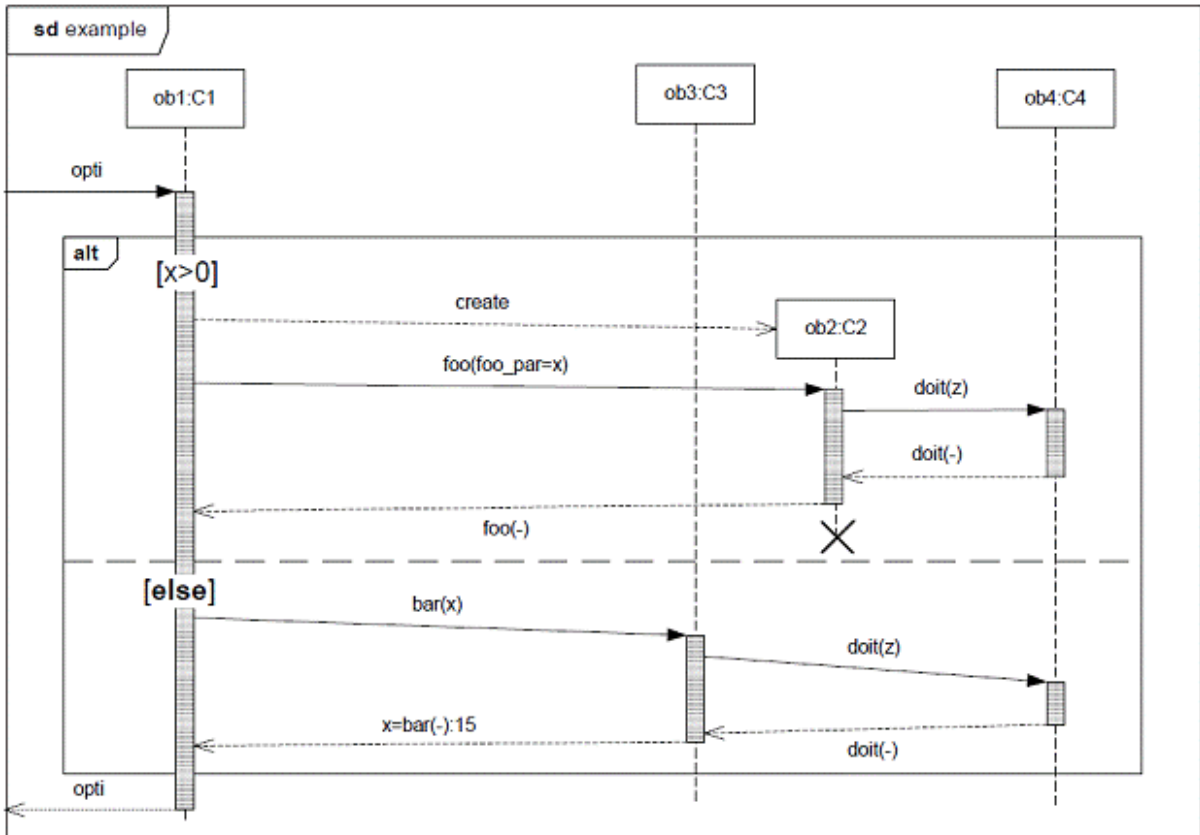 sd example
ob1:C1
ob3:C3
ob4:C4
opti
alt
[x>0]
create
ob2:C2
foo(foo_par=x)
doit(z)
doit(-)
foo(-)
[else]
bar(x)
doit(z)
x=bar(-):15
doit(-)
opti